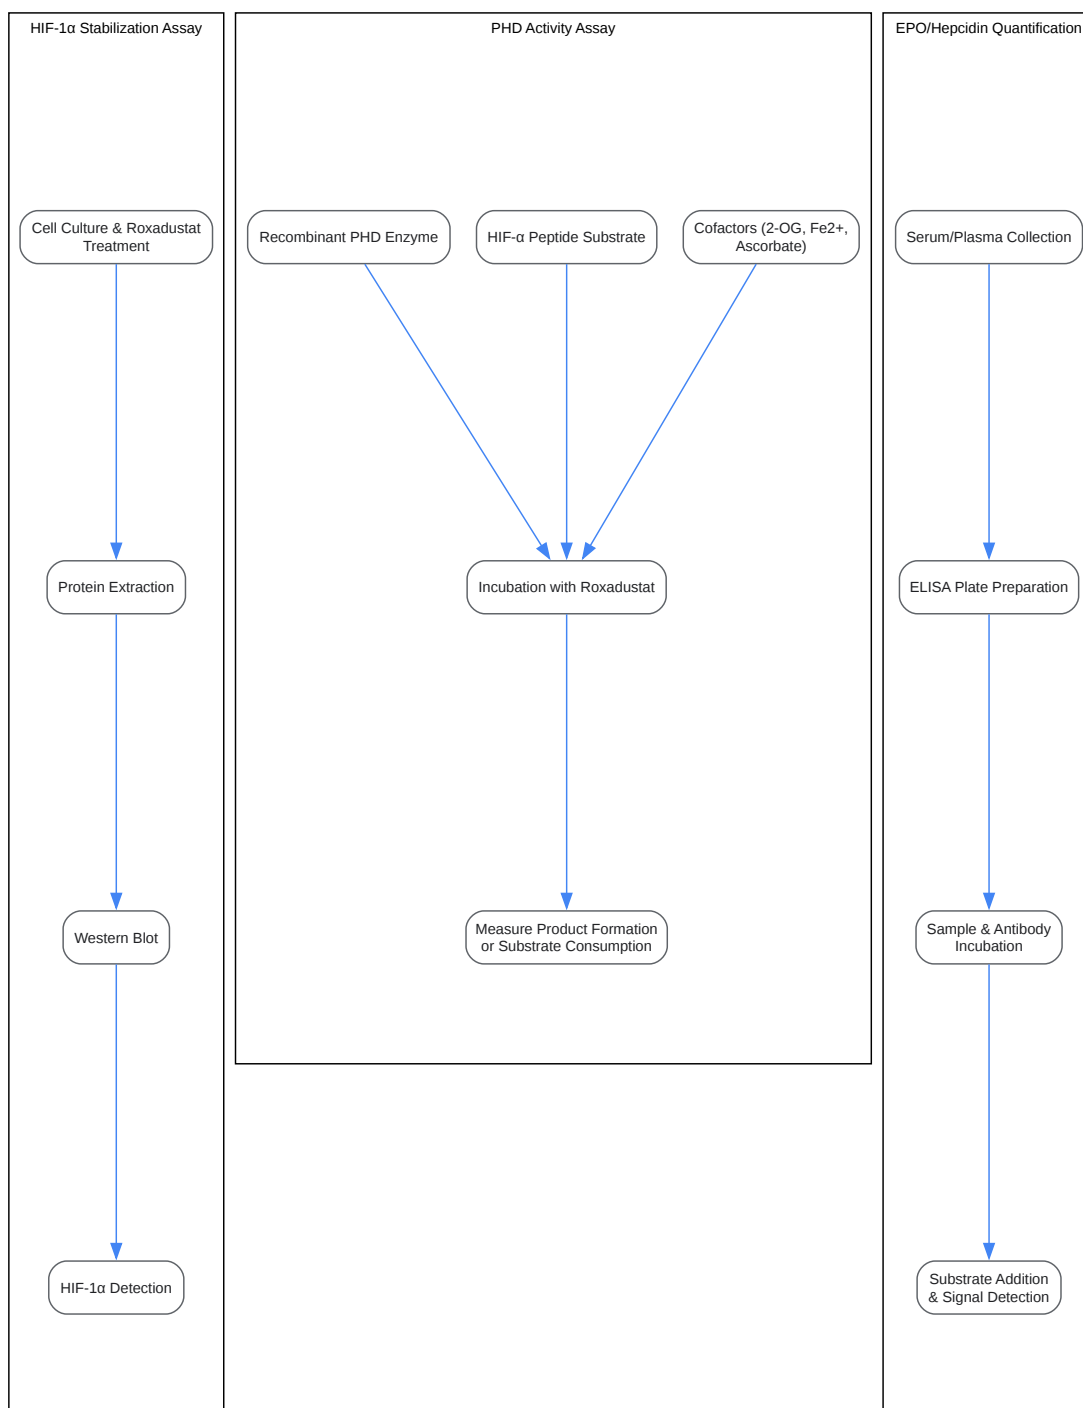 HIF-1α Stabilization Assay
Cell Culture & Roxadustat
Treatment
Protein Extraction
Western Blot
HIF-1α Detection
PHD Activity Assay
Recombinant PHD Enzyme
HIF-α Peptide Substrate
Cofactors (2-OG, Fe2+,
Ascorbate)
Incubation with Roxadustat
Measure Product Formation
or Substrate Consumption
EPO/Hepcidin Quantification
Serum/Plasma Collection
ELISA Plate Preparation
Sample & Antibody
Incubation
Substrate Addition
& Signal Detection